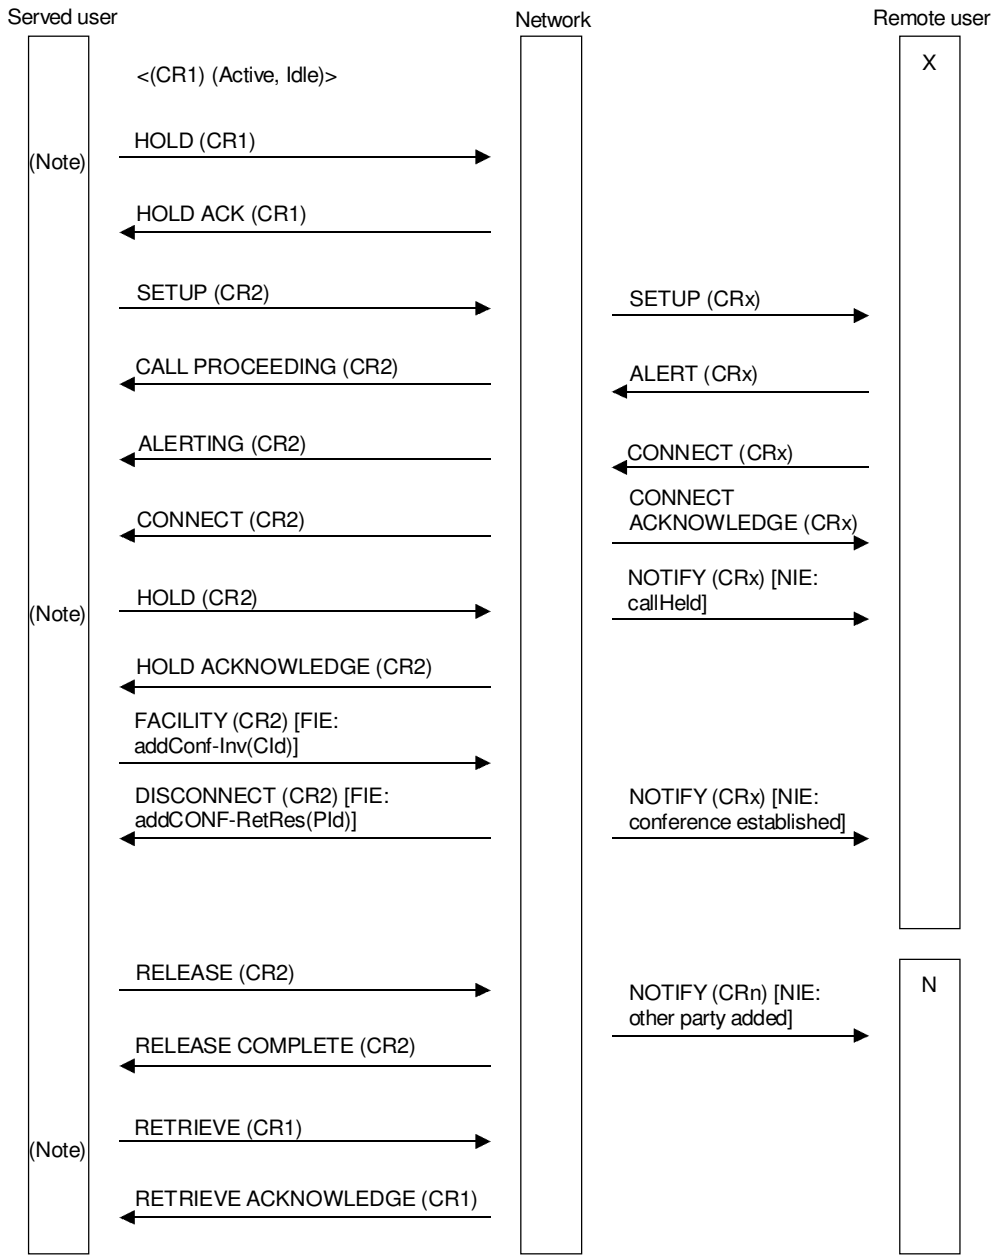 Served user
Network
Remote user
<(CR1) (Active, Idle)>
X
HOLD (CR1)
(Note)
HOLD ACK (CR1)
SETUP (CR2)
SETUP (CRx)
CALL PROCEEDING (CR2)
ALERT (CRx)
ALERTING (CR2)
CONNECT (CRx)
CONNECT (CR2)
CONNECT
ACKNOWLEDGE (CRx)
HOLD (CR2)
(Note)
NOTIFY (CRx) [NIE:
callHeld]
HOLD ACKNOWLEDGE (CR2)
FACILITY (CR2) [FIE:
addConf-Inv(CId)]
DISCONNECT (CR2) [FIE:
addCONF-RetRes(PId)]
NOTIFY (CRx) [NIE:
conference established]
RELEASE (CR2)
N
NOTIFY (CRn) [NIE:
other party added]
RELEASE COMPLETE (CR2)
RETRIEVE (CR1)
(Note)
RETRIEVE ACKNOWLEDGE (CR1)